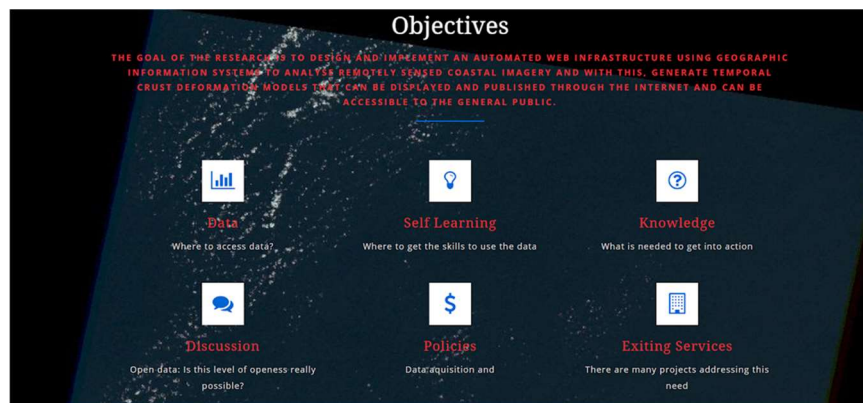 Objectives
THE GOAL OF THE RESEARCH IS TO DESIGN AND IMPLEMENT AN AUTOMATED WEB INFRASTRUCTURE USING GEOGRAPHIC
INFORMATION SYSTEMS TO ANALYSE REMOTELY SENSED COASTAL IMAGERY AND WITH THIS, GENERATE TEMPORAL
CRUST DEFORMATION MODELS THAT CAN BE DISPLAYED AND PUBLISHED THROUGH THE INTERNET AND CAN BE
ACCESSIBLE TO THE GENERAL PUBLIC.
Data
Where to access data?
Self Learning
Where to get the skills to use the data
Knowledge
What is needed to get into action
Discussion
Open data: Is this level of openess really
possible?
Policies
Data aquisition and
Exiting Services
There are many projects addressing this
need